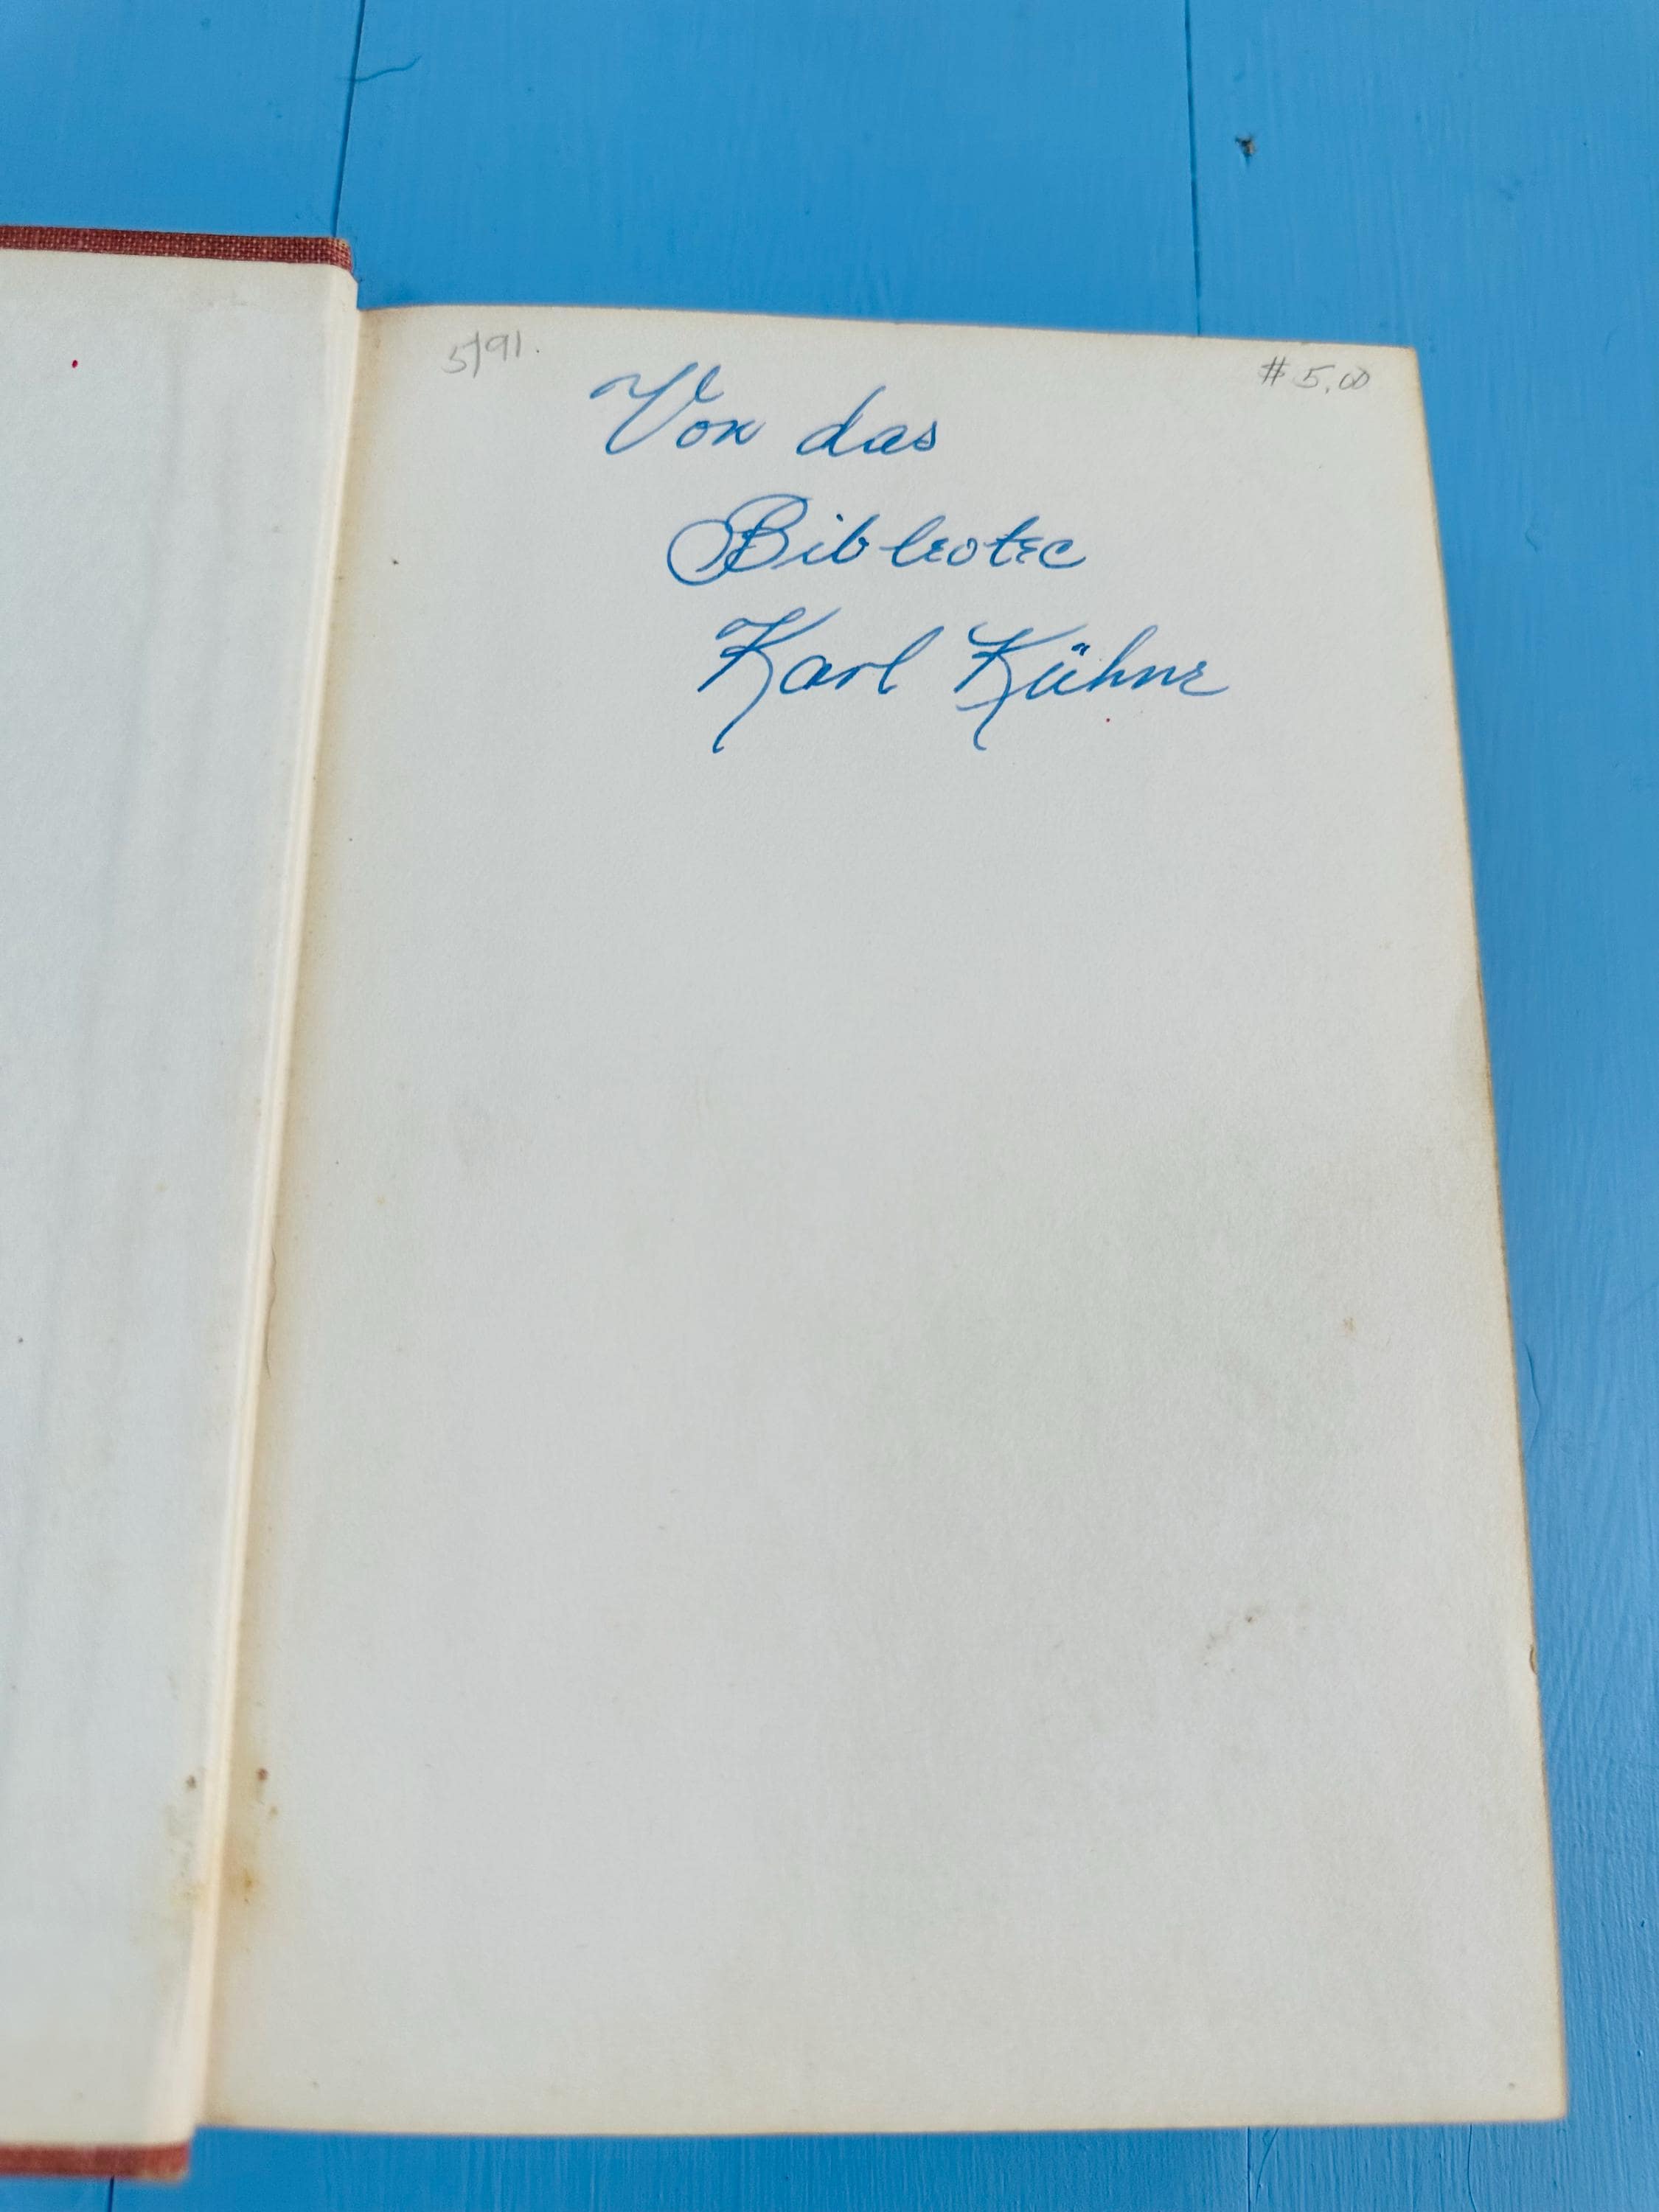 5/91.
$5.00
Von das
Bibleotec
Karl Kühne